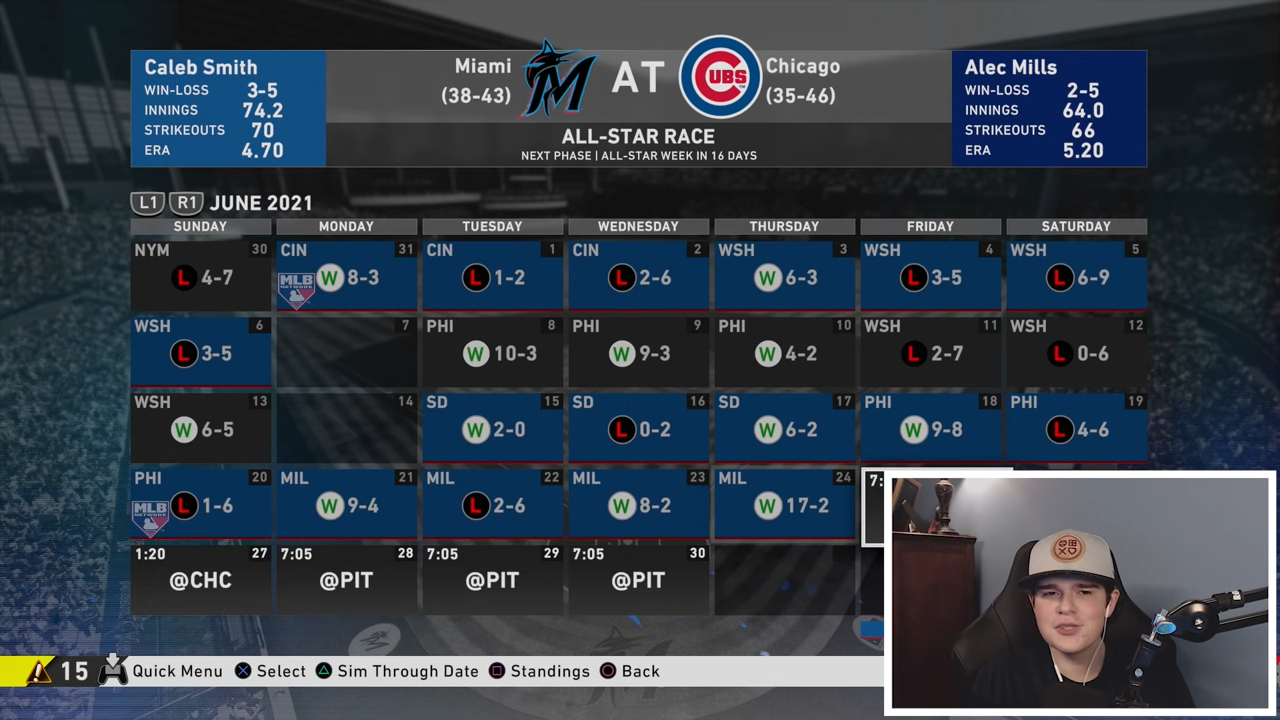 Caleb Smith
WIN-LOSS 3-5
INNINGS 74.2
STRIKEOUTS 70
ERA 4.70
Miami
(38-43)
M
AT
CUBS
Chicago
(35-46)
ALL-STAR RACE
NEXT PHASE | ALL-STAR WEEK IN 16 DAYS
Alec Mills
WIN-LOSS 2-5
INNINGS 64.0
STRIKEOUTS 66
ERA 5.20
L1 R1 JUNE 2021
SUNDAY MONDAY TUESDAY WEDNESDAY THURSDAY FRIDAY SATURDAY
NYM 30 CIN 31 CIN 1 CIN 2 WSH 3 WSH 4 WSH 5
L 4-7 MLB NETWORK W 8-3 L 1-2 L 2-6 W 6-3 L 3-5 L 6-9
WSH 6 7 PHI 8 PHI 9 PHI 10 WSH 11 WSH 12
L 3-5 W 10-3 W 9-3 W 4-2 L 2-7 L 0-6
WSH 13 14 SD 15 SD 16 SD 17 PHI 18 PHI 19
W 6-5 W 2-0 L 0-2 W 6-2 W 9-8 L 4-6
PHI 20 MIL 21 MIL 22 MIL 23 MIL 24 7:
MLB NETWORK L 1-6 W 9-4 L 2-6 W 8-2 W 17-2
1:20 27 7:05 28 7:05 29 7:05 30
@CHC @PIT @PIT @PIT
15 Quick Menu Select Sim Through Date Standings Back